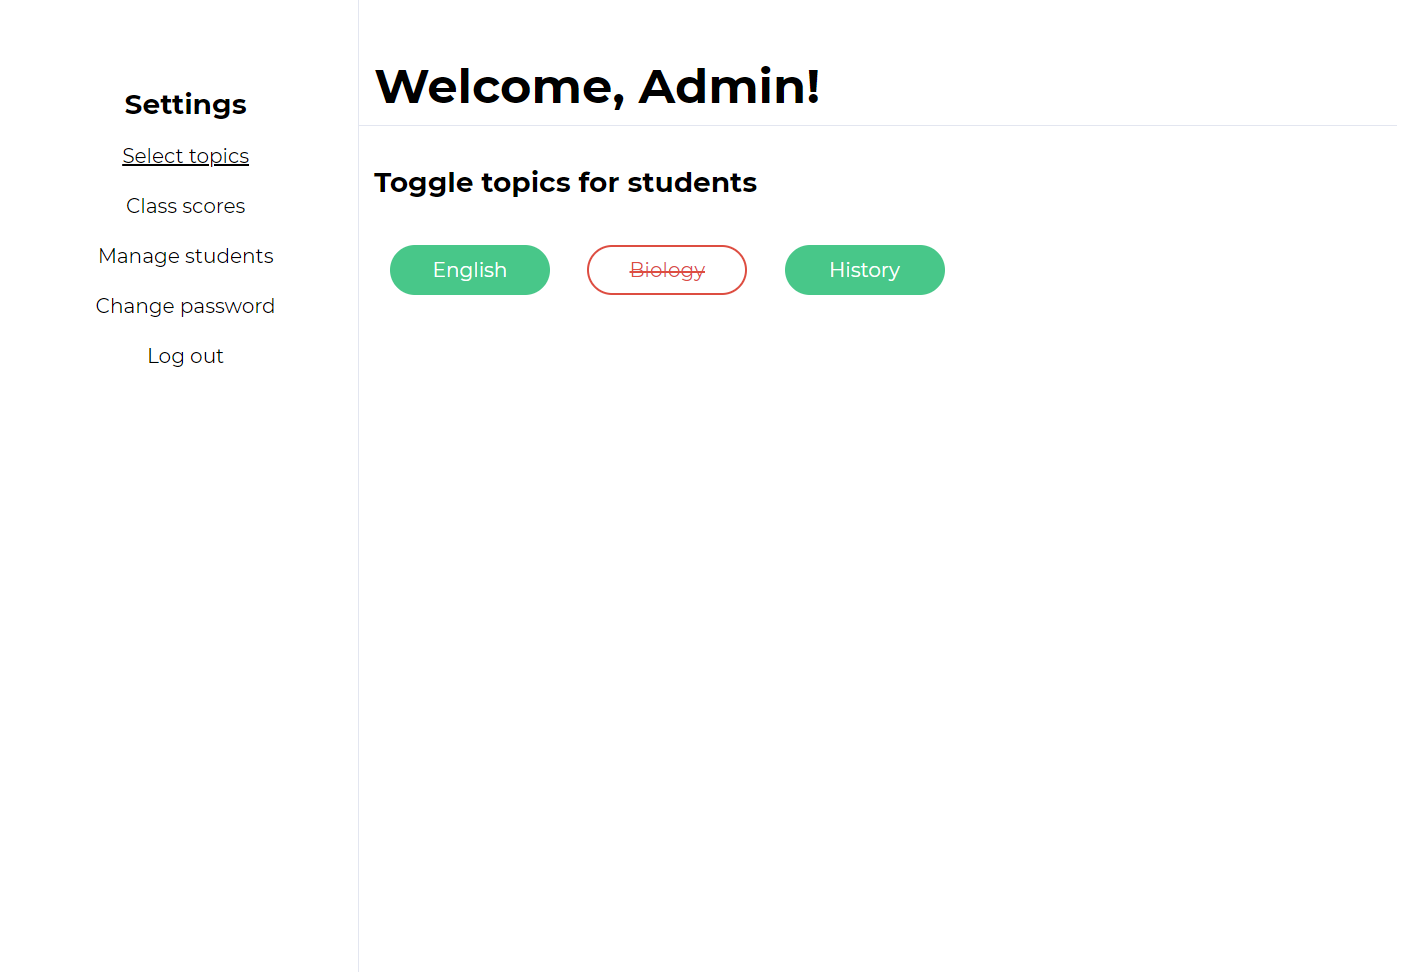 Settings
Select topics
Class scores
Manage students
Change password
Log out
Welcome, Admin!
Toggle topics for students
English
Biology
History